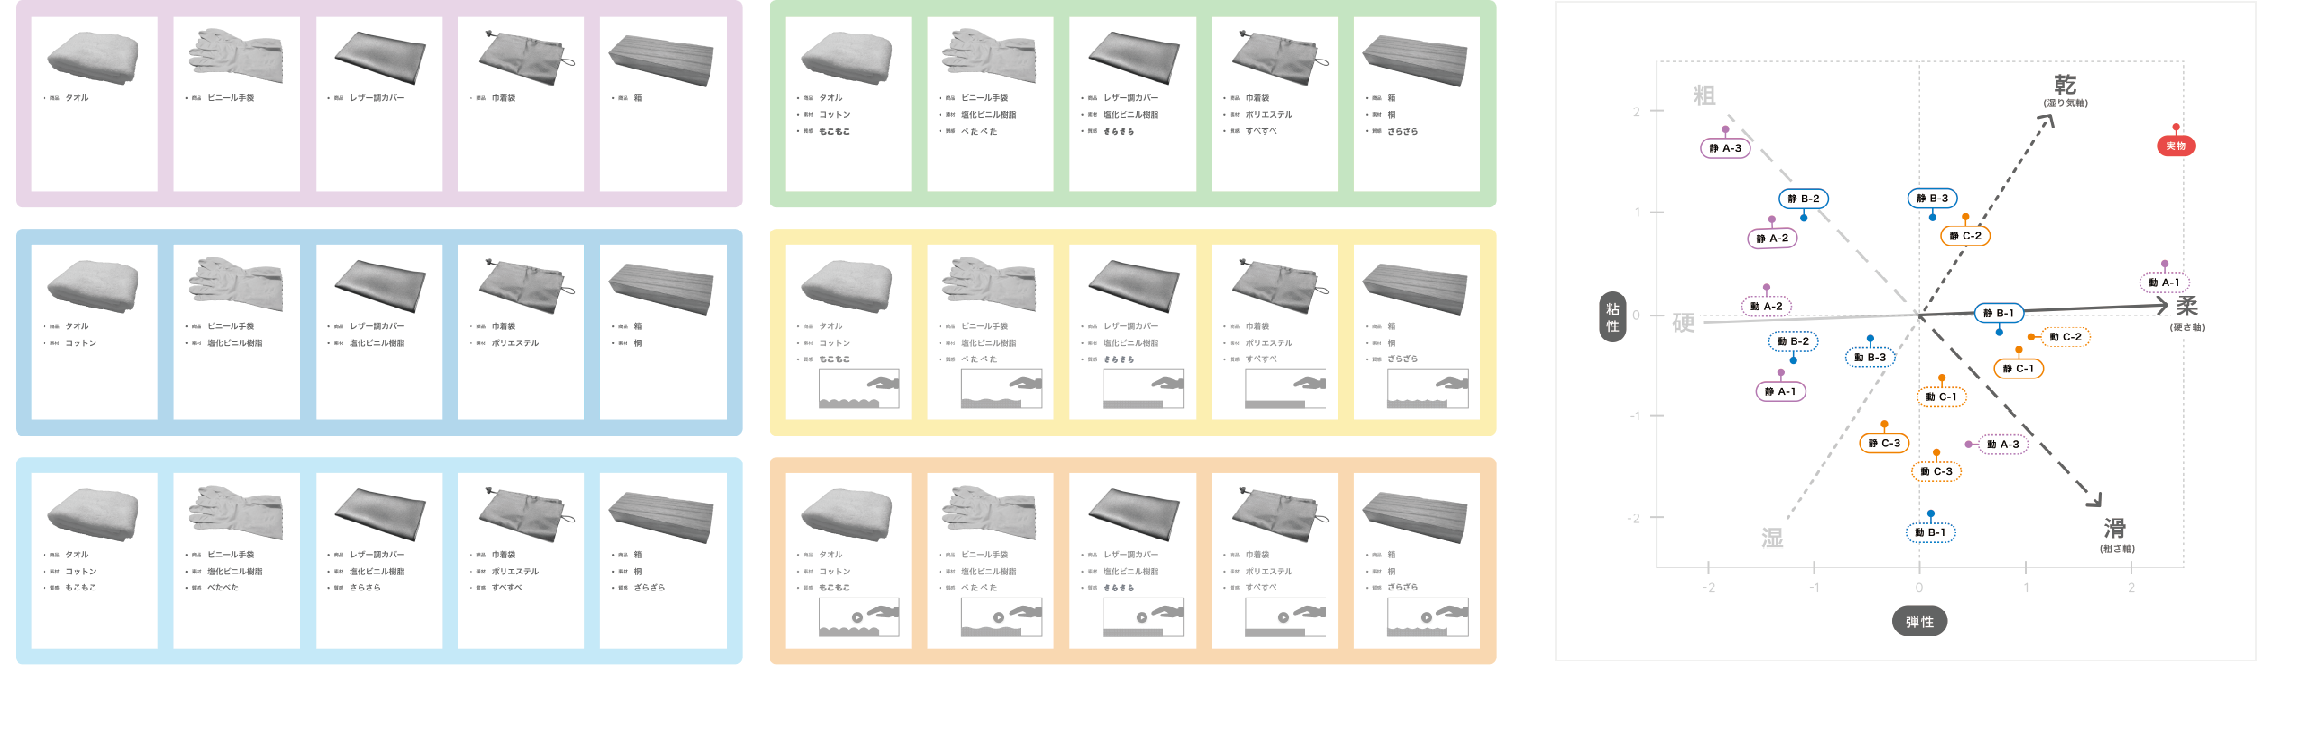 商品 タオル
商品 ビニール手袋
商品 レザー調カバー
商品 巾着袋
商品 箱
商品 タオル
素材 コットン
質感 もこもこ
商品 ビニール手袋
素材 塩化ビニル樹脂
質感 べたべた
商品 レザー調カバー
素材 塩化ビニル樹脂
質感 さらさら
商品 巾着袋
素材 ポリエステル
質感 すべすべ
商品 箱
素材 桐
質感 ざらざら
商品 タオル
素材 コットン
商品 ビニール手袋
素材 塩化ビニル樹脂
商品 レザー調カバー
素材 塩化ビニル樹脂
商品 巾着袋
素材 ポリエステル
商品 箱
素材 桐
商品 タオル
素材 コットン
質感 もこもこ
商品 ビニール手袋
素材 塩化ビニル樹脂
質感 べたべた
商品 レザー調カバー
素材 塩化ビニル樹脂
質感 さらさら
商品 巾着袋
素材 ポリエステル
質感 すべすべ
商品 箱
素材 桐
質感 ざらざら
商品 タオル
素材 コットン
質感 もこもこ
商品 ビニール手袋
素材 塩化ビニル樹脂
質感 べたべた
商品 レザー調カバー
素材 塩化ビニル樹脂
質感 さらさら
商品 巾着袋
素材 ポリエステル
質感 すべすべ
商品 箱
素材 桐
質感 ざらざら
商品 タオル
素材 コットン
質感 もこもこ
商品 ビニール手袋
素材 塩化ビニル樹脂
質感 べたべた
商品 レザー調カバー
素材 塩化ビニル樹脂
質感 さらさら
商品 巾着袋
素材 ポリエステル
質感 すべすべ
商品 箱
素材 桐
質感 ざらざら
粗
乾
(湿り気軸)
2
静 A-3
実物
静 B-2
静 B-3
1
静 A-2
静 C-2
動 A-1
動 A-2
柔
(硬さ軸)
粘性
0
硬
静 B-1
動 B-2
動 B-3
動 C-2
静 C-1
静 A-1
動 C-1
-1
静 C-3
動 A-3
動 C-3
-2
動 B-1
湿
滑
(粗さ軸)
-2
-1
0
1
2
弾性